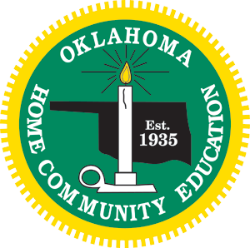 OKLAHOMA
HOME COMMUNITY EDUCATION
Est.
1935